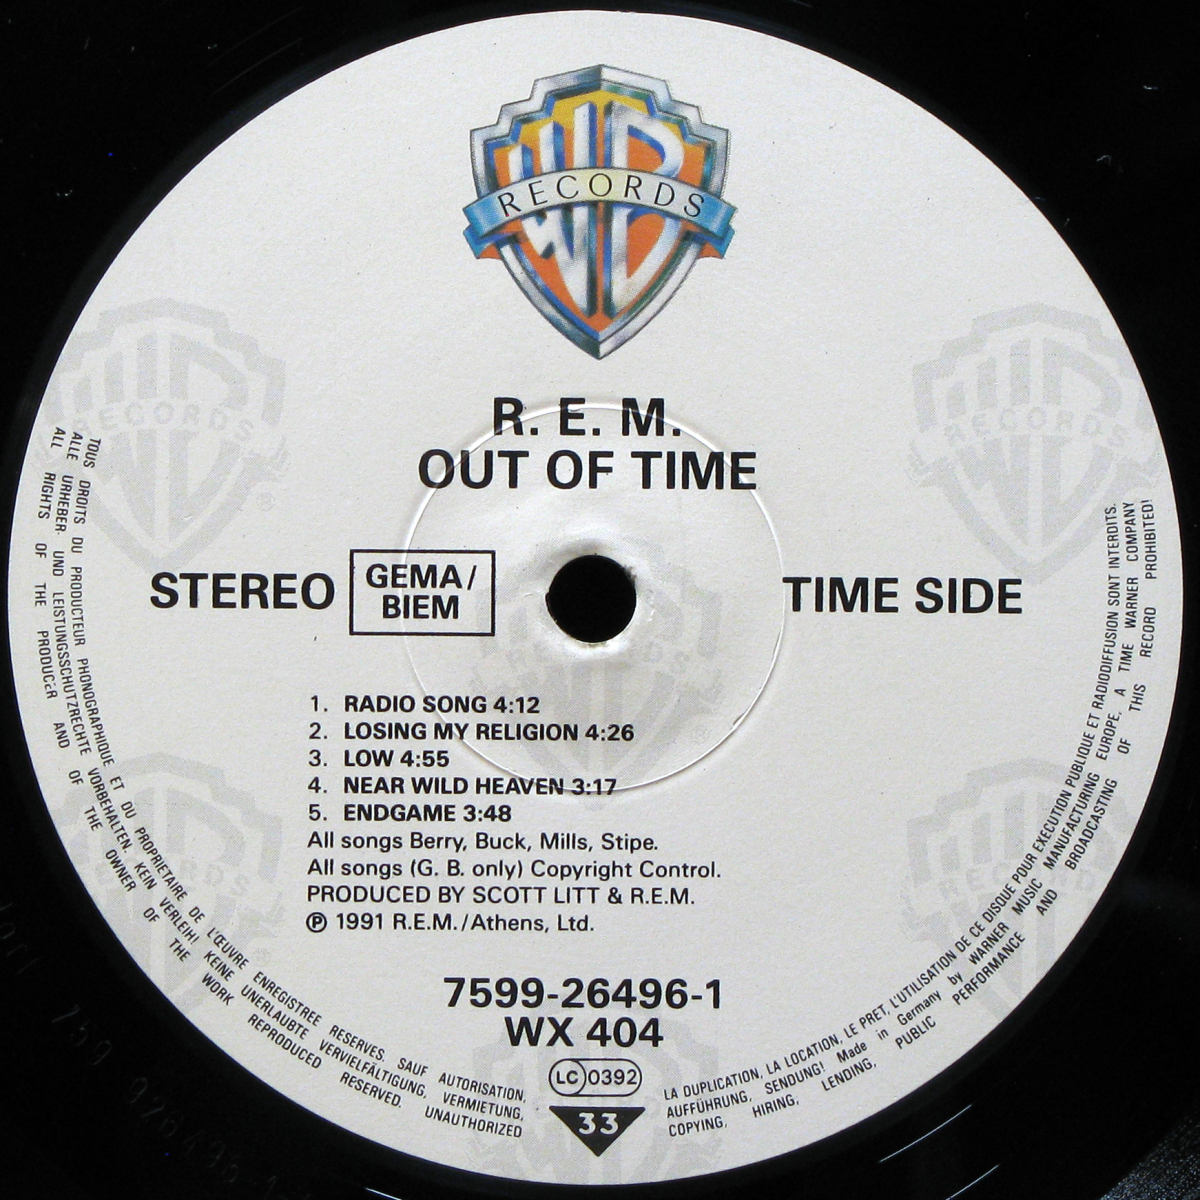 WB
RECORDS
R. E. M.
OUT OF TIME
STEREO
GEMA/
BIEM
TIME SIDE
1. RADIO SONG 4:12
2. LOSING MY RELIGION 4:26
3. LOW 4:55
4. NEAR WILD HEAVEN 3:17
5. ENDGAME 3:48
All songs Berry, Buck, Mills, Stipe.
All songs (G. B. only) Copyright Control.
PRODUCED BY SCOTT LITT & R.E.M.
℗ 1991 R.E.M./Athens, Ltd.
7599-26496-1
WX 404
LC 0392
33
TOUS DROITS DU PRODUCTEUR PHONOGRAPHIQUE ET DU PROPRIETAIRE DE L'ŒUVRE ENREGISTREE RESERVES. SAUF AUTORISATION, LA DUPLICATION, LA LOCATION, LE PRET, L'UTILISATION DE CE DISQUE POUR EXECUTION PUBLIQUE ET RADIODIFFUSION SONT INTERDITS.
ALLE URHEBER- UND LEISTUNGSSCHUTZRECHTE VORBEHALTEN. KEIN VERLEIH! KEINE UNERLAUBTE VERVIELFÄLTIGUNG, VERMIETUNG, AUFFÜHRUNG, SENDUNG! Made in Germany by WARNER MUSIC MANUFACTURING EUROPE, A TIME WARNER COMPANY
ALL RIGHTS OF THE PRODUCER AND OF THE OWNER OF THE WORK REPRODUCED RESERVED. UNAUTHORIZED COPYING, HIRING, LENDING, PUBLIC PERFORMANCE AND BROADCASTING OF THIS RECORD PROHIBITED!